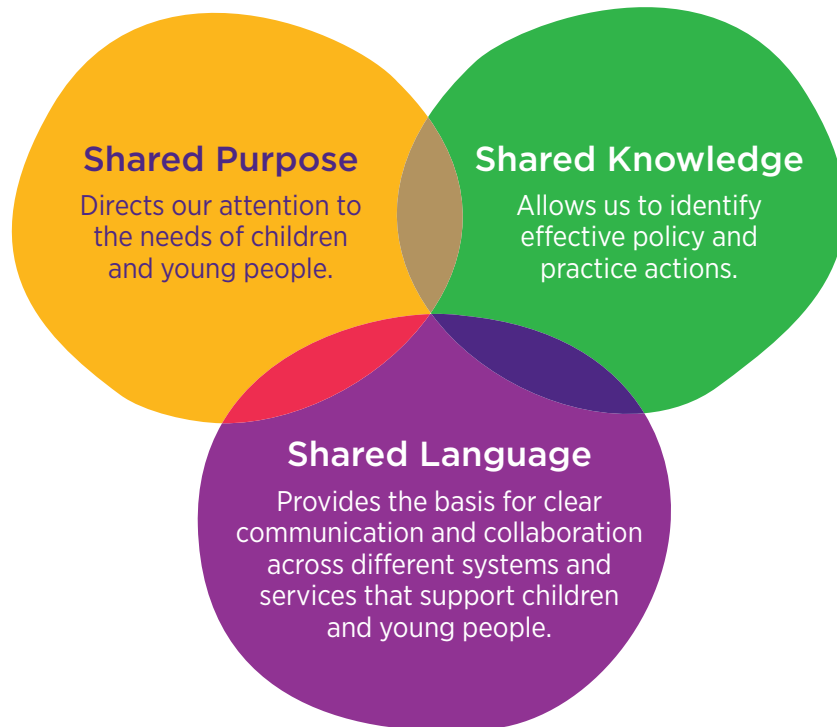 Shared Purpose
Directs our attention to
the needs of children
and young people.
Shared Knowledge
Allows us to identify
effective policy and
practice actions.
Shared Language
Provides the basis for clear
communication and collaboration
across different systems and
services that support children
and young people.